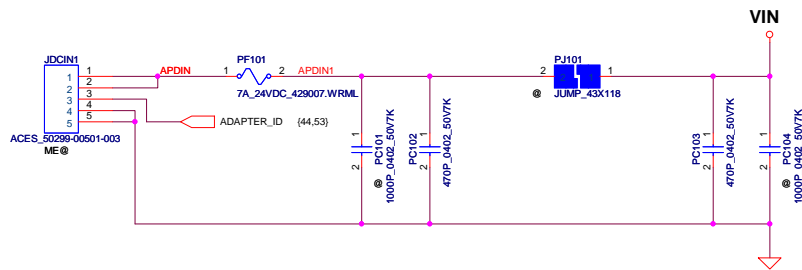 VIN
JDCIN1
1 1
2 2
3 3
4 4
5 5
ACES_50299-00501-003
ME@
APDIN
PF101
1 2
7A_24VDC_429007.WRML
APDIN1
ADAPTER_ID {44,53}
PJ101
2 2 1 1
@ JUMP_43X118
1
2
PC101
@ 1000P_0402_50V7K
1
2
PC102
470P_0402_50V7K
1
2
PC103
470P_0402_50V7K
1
2
PC104
@ 1000P_0402_50V7K